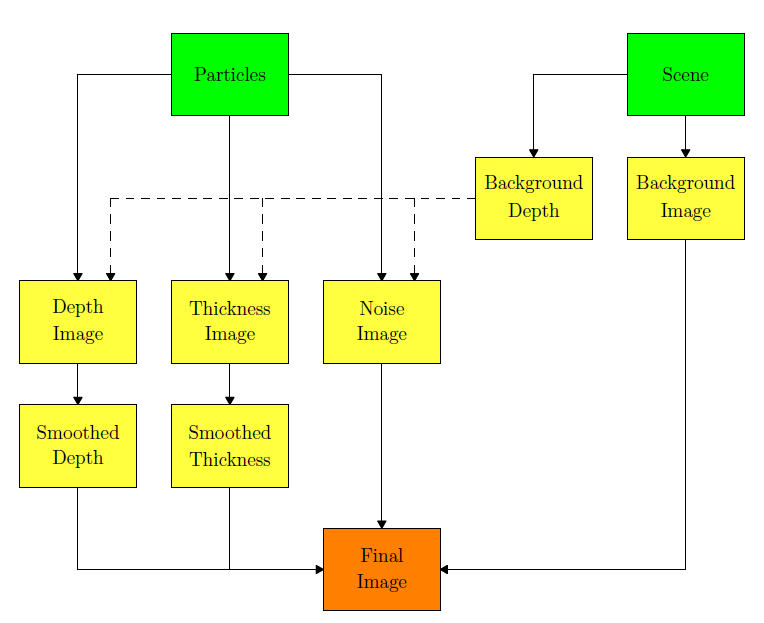 Particles
Scene
Background
Depth
Background
Image
Depth
Image
Thickness
Image
Noise
Image
Smoothed
Depth
Smoothed
Thickness
Final
Image